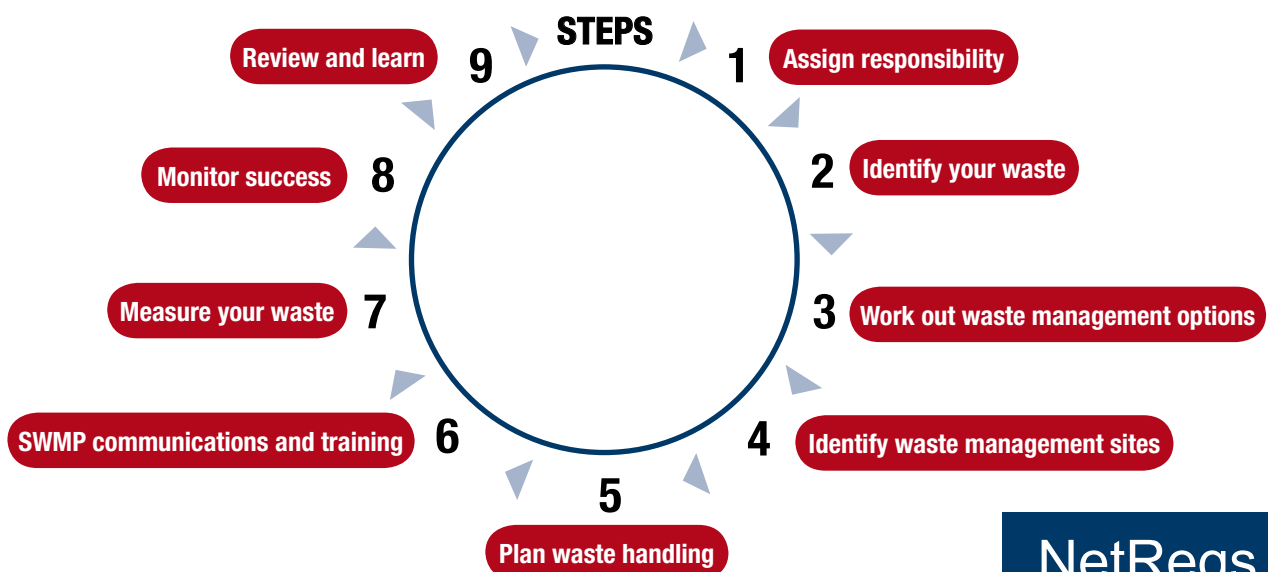 STEPS
1 Assign responsibility
2 Identify your waste
3 Work out waste management options
4 Identify waste management sites
5
Plan waste handling
6 SWMP communications and training
7 Measure your waste
8 Monitor success
9 Review and learn
NetRegs